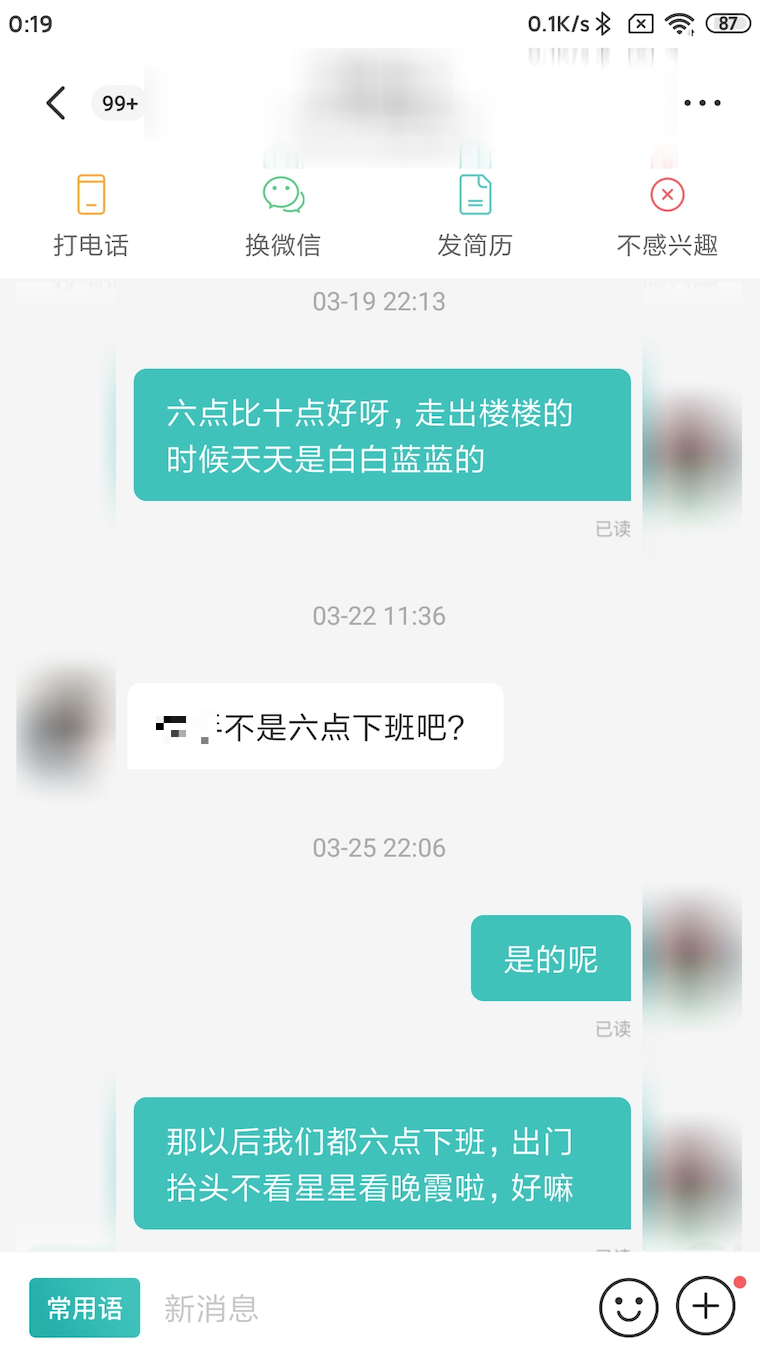 0:19
0.1K/s
87
99+
打电话
换微信
发简历
不感兴趣
03-19 22:13
六点比十点好呀，走出楼楼的
时候天天是白白蓝蓝的
已读
03-22 11:36
不是六点下班吧？
03-25 22:06
是的呢
已读
那以后我们都六点下班，出门
抬头不看星星看晚霞啦，好嘛
常用语
新消息